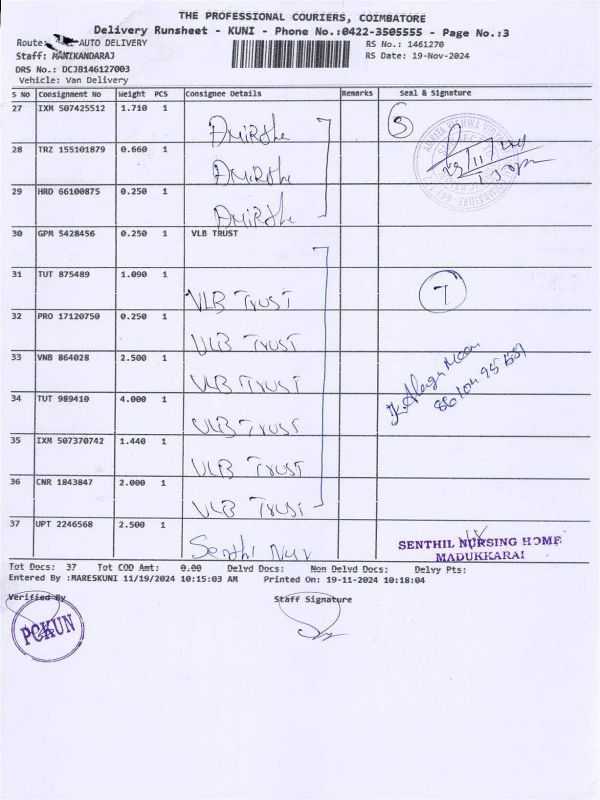 THE PROFESSIONAL COURIERS, COIMBATORE
Delivery Runsheet - KUNI - Phone No.:0422-3505555 - Page No.:3
Route: AUTO DELIVERY
RS No.: 1461270
Staff: MANIKANDARAJ
RS Date: 19-Nov-2024
DRS No.: DCJB146127003
Vehicle: Van Delivery
S No Consignment No Weight PCS Consignee Details Remarks Seal & Signature
27 IXM 507425512 1.710 1 Amirtha
28 TRZ 155101879 0.660 1 Amirtha
29 HRD 66100875 0.250 1 Amirtha
3
30 GPM 5428456 0.250 1 VLB TRUST
31 TUT 875489 1.090 1 VLB TRUST
7
32 PRO 17120750 0.250 1 VLB TRUST
33 VNB 864028 2.500 1 VLB TRUST
34 TUT 989410 4.000 1 VLB TRUST
35 IXM 507370742 1.440 1 VLB TRUST
36 CNR 1843847 2.000 1 VLB TRUST
37 UPT 2246568 2.500 1 Senthil Nur
SENTHIL NURSING HOME
MADUKKARAI
Tot Docs: 37 Tot COD Amt: 0.00 Delvd Docs: Non Delvd Docs: Delvy Pts:
Entered By :MARESKUNI 11/19/2024 10:15:03 AM Printed On: 19-11-2024 10:18:04
Verified By Staff Signature
PCKUN